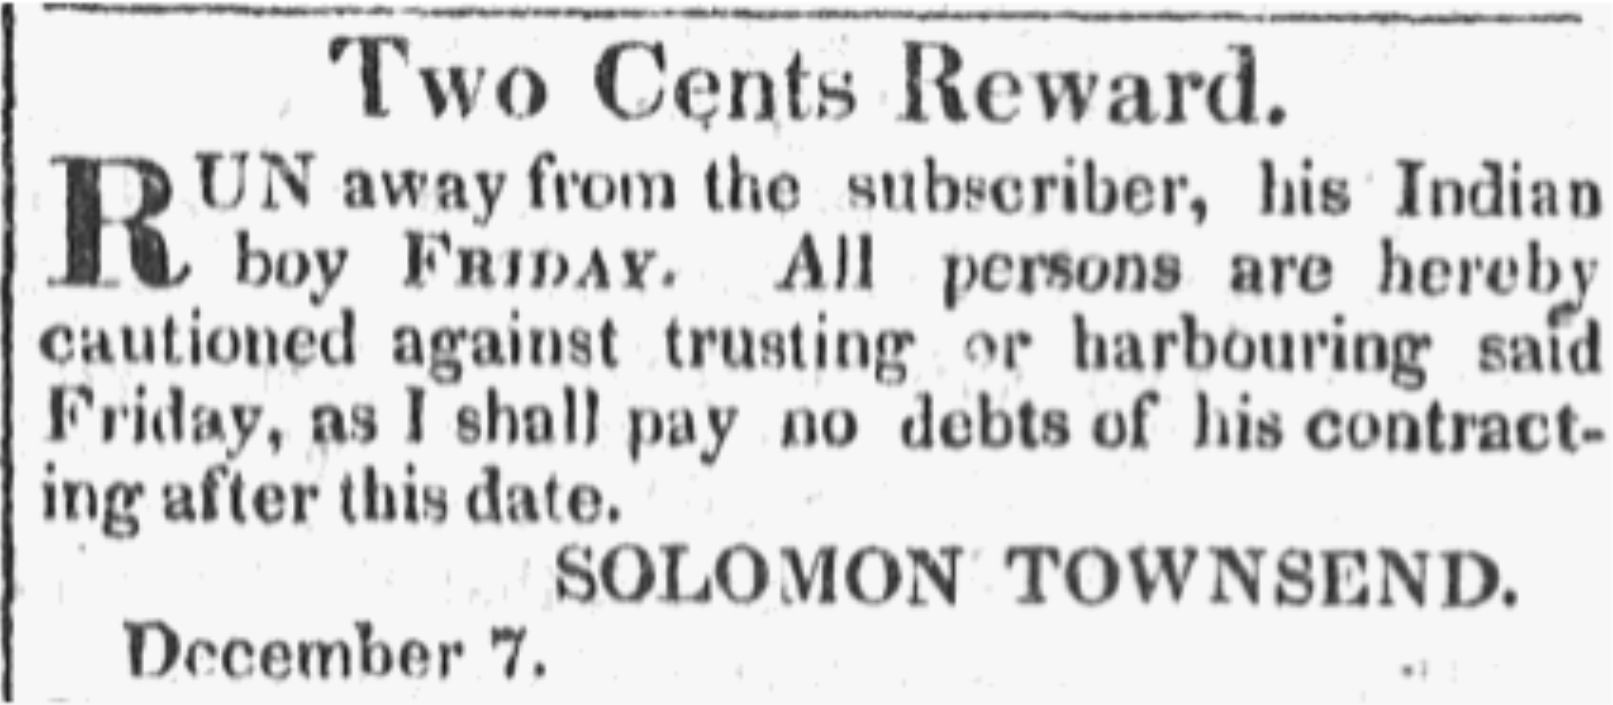 Two Cents Reward.
RUN away from the subscriber, his Indian
boy FRIDAY. All persons are hereby
cautioned against trusting or harbouring said
Friday, as I shall pay no debts of his contract-
ing after this date.
SOLOMON TOWNSEND.
December 7.